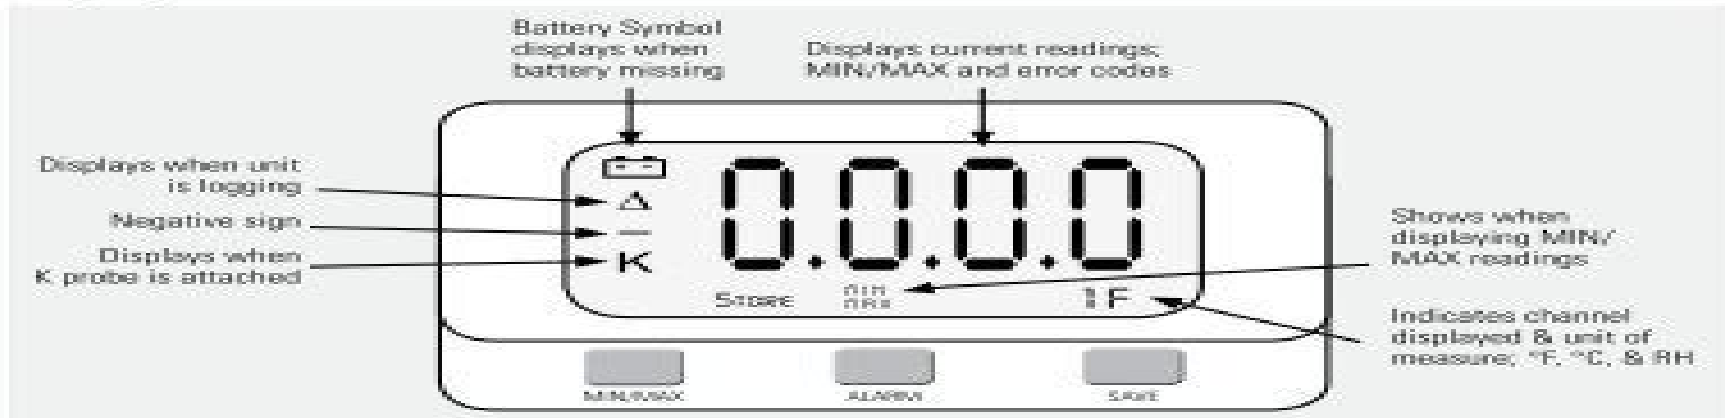 Battery Symbol
displays when
battery missing
Displays current readings;
MIN/MAX and error codes
Displays when unit
is logging
Negative sign
Displays when
K probe is attached
Δ
K
0.0.0.0
STORE
MIN
MAX
1F
Shows when
displaying MIN/
MAX readings
Indicates channel
displayed & unit of
measure; °F, °C, & RH
MIN/MAX
ALARM
SAVE